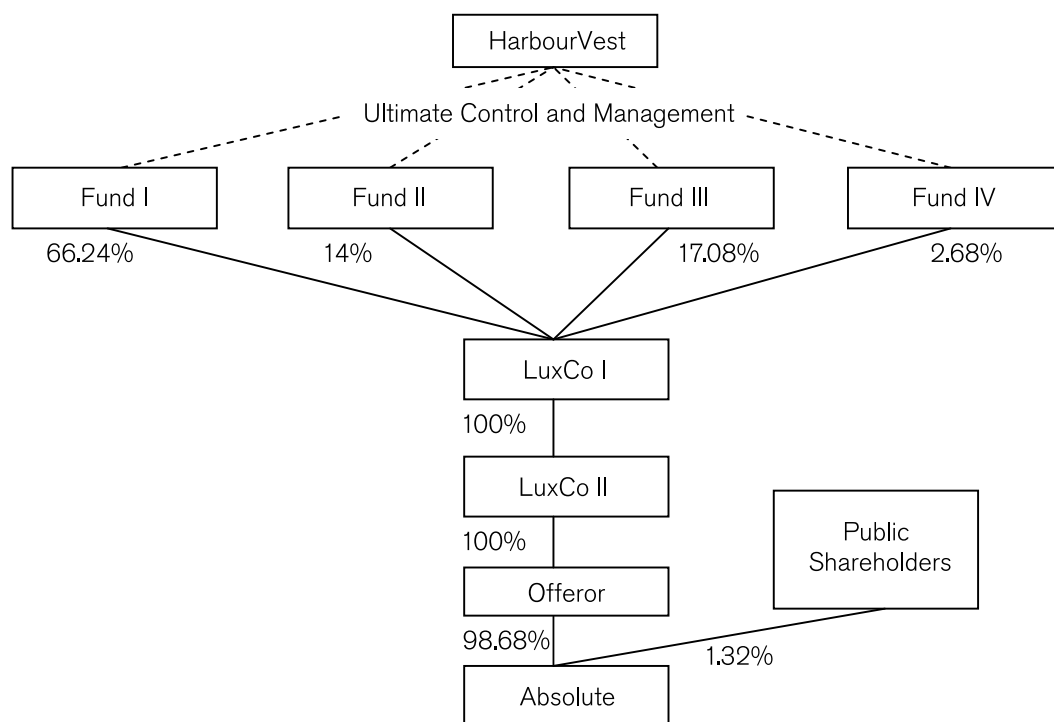 HarbourVest
Ultimate Control and Management
Fund I
Fund II
Fund III
Fund IV
66.24%
14%
17.08%
2.68%
LuxCo I
100%
LuxCo II
100%
Public
Shareholders
Offeror
98.68%
1.32%
Absolute